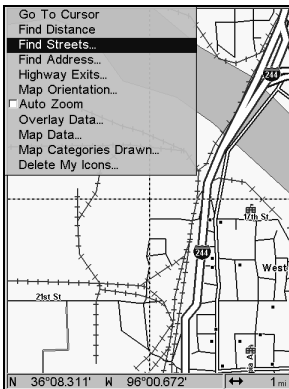 Go To Cursor
Find Distance
Find Streets...
Find Address...
Highway Exits...
Map Orientation...
Auto Zoom
Overlay Data...
Map Data...
Map Categories Drawn...
Delete My Icons...
244
17th St
244
West
21st St
N 36°08.311' W 96°00.672' ↔ 1 mi